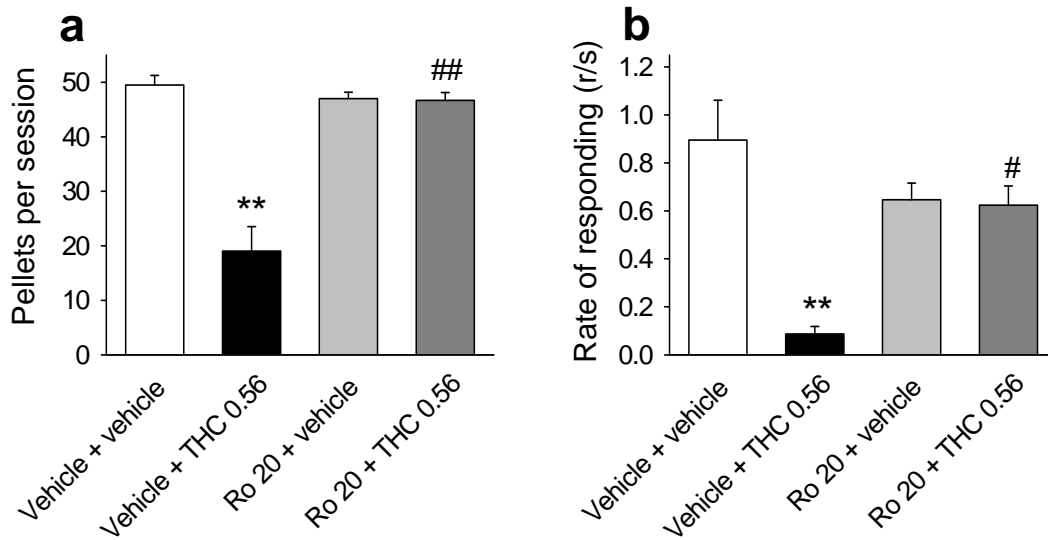 a
Pellets per session
50
40
30
20
10
0
**
##
Vehicle + vehicle
Vehicle + THC 0.56
Ro 20 + vehicle
Ro 20 + THC 0.56
b
Rate of responding (r/s)
1.2
1.0
0.8
0.6
0.4
0.2
0.0
**
#
Vehicle + vehicle
Vehicle + THC 0.56
Ro 20 + vehicle
Ro 20 + THC 0.56